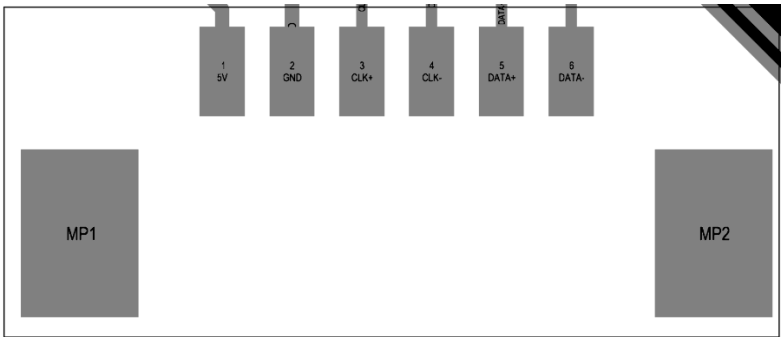 1
5V
2
GND
3
CLK+
4
CLK-
5
DATA+
6
DATA-
MP1
MP2